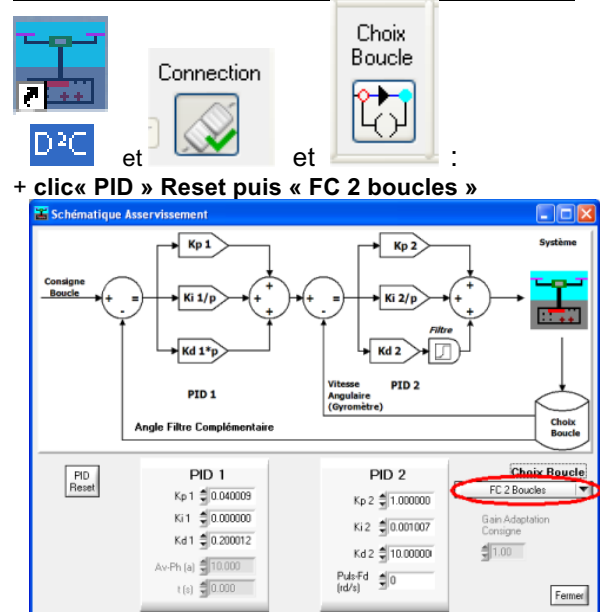 Choix
Boucle
Connection
D²C
et
et
:
+ clic« PID » Reset puis « FC 2 boucles »
Schématique Asservissement
Kp 1
Kp 2
Système
Consigne
Boucle
+
=
-
Ki 1/p
+
+
+
+
=
-
Ki 2/p
+
+
+
Filtre
Kd 1*p
Kd 2
PID 1
Vitesse
Angulaire
(Gyromètre)
PID 2
Angle Filtre Complémentaire
Choix
Boucle
PID
Reset
PID 1
Kp 1 0.040009
Ki 1 0.000000
Kd 1 0.200012
Av-Ph (a) 10.000
t (s) 0.000
PID 2
Kp 2 1.000000
Ki 2 0.001007
Kd 2 10.00000
Puls-Fd
(rd/s) 0
Choix Boucle
FC 2 Boucles
Gain Adaptation
Consigne
1.00
Fermer